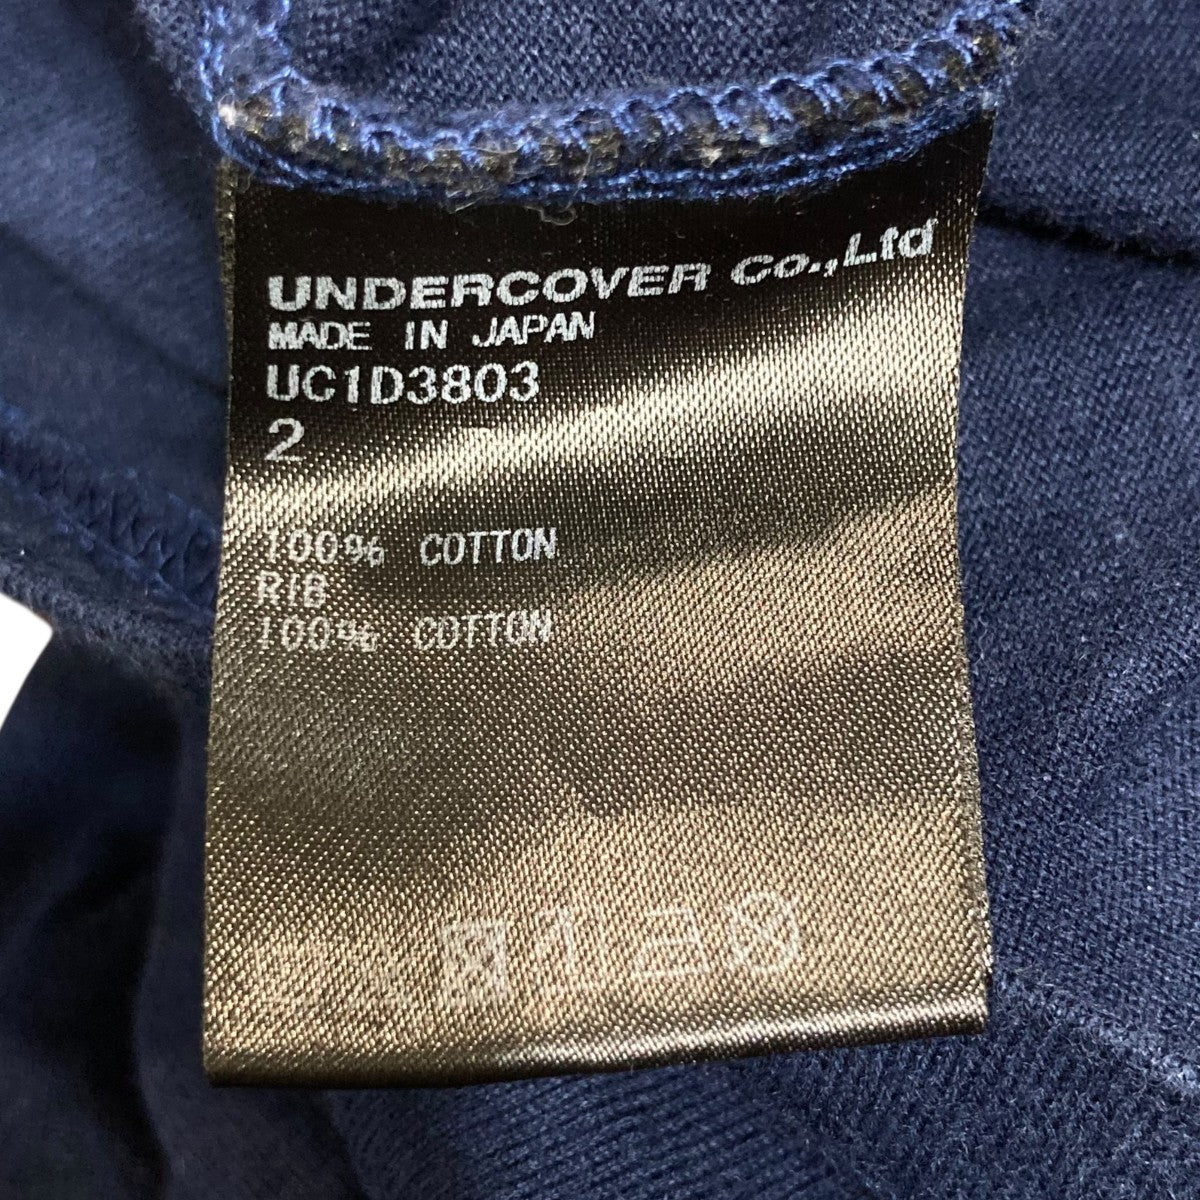 UNDERCOVER Co.,Ltd
MADE IN JAPAN
UC1D3803
2
100% COTTON
RIB
100% COTTON